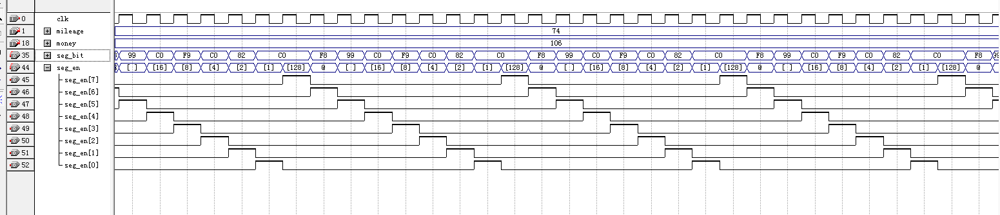 0 clk
1 mileage 74
18 money 106
35 seg_bit 99 C0 F9 C0 82 C0 F8 99 C0 F9 C0 82 C0 F8 99 C0 F9 C0 82 C0 F8 99 C0 F9 C0 82 C0 F8 99
44 seg_en [ ] [16] [8] [4] [2] [1] [128] @ [ ] [16] [8] [4] [2] [1] [128] @ [ ] [16] [8] [4] [2] [1] [128] @ [ ] [16] [8] [4] [2] [1] [128] @
45 seg_en[7]
46 seg_en[6]
47 seg_en[5]
48 seg_en[4]
49 seg_en[3]
50 seg_en[2]
51 seg_en[1]
52 seg_en[0]